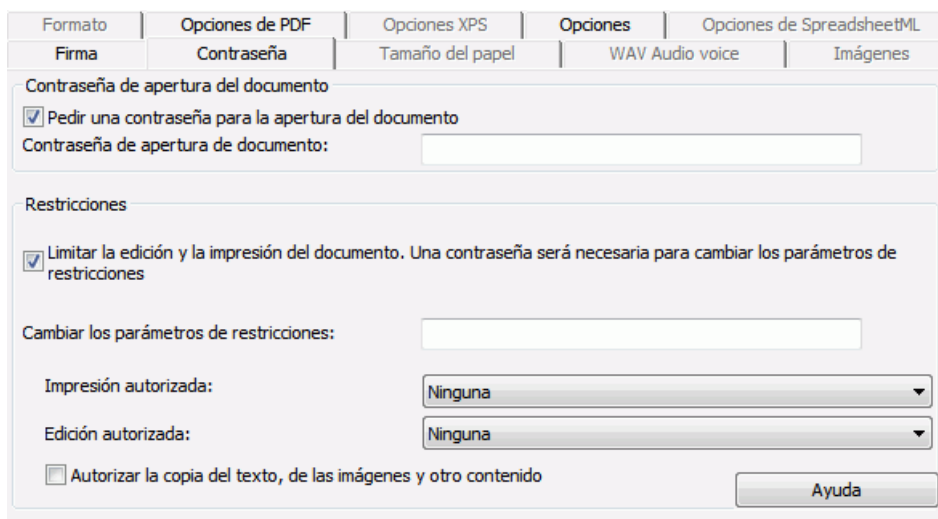 Formato Opciones de PDF Opciones XPS Opciones Opciones de SpreadsheetML
Firma Contraseña Tamaño del papel WAV Audio voice Imágenes
Contraseña de apertura del documento
Pedir una contraseña para la apertura del documento
Contraseña de apertura de documento:
Restricciones
Limitar la edición y la impresión del documento. Una contraseña será necesaria para cambiar los parámetros de
restricciones
Cambiar los parámetros de restricciones:
Impresión autorizada: Ninguna
Edición autorizada: Ninguna
Autorizar la copia del texto, de las imágenes y otro contenido
Ayuda